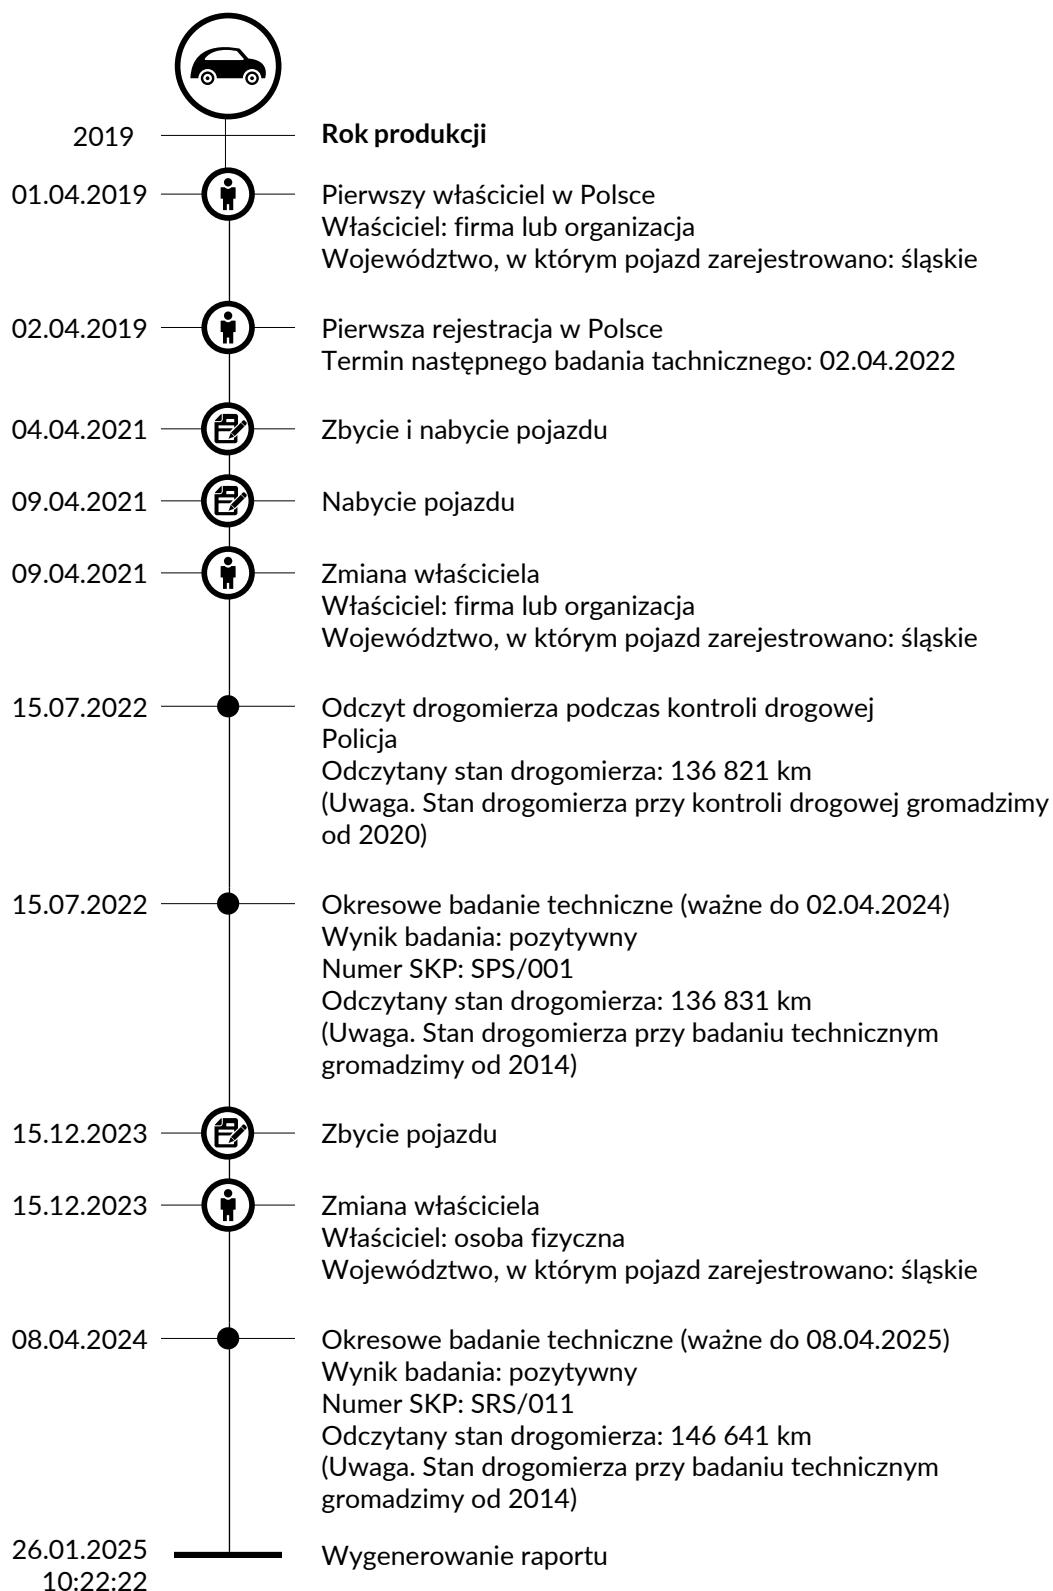 2019
Rok produkcji
01.04.2019
Pierwszy właściciel w Polsce
Właściciel: firma lub organizacja
Województwo, w którym pojazd zarejestrowano: śląskie
02.04.2019
Pierwsza rejestracja w Polsce
Termin następnego badania tachnicznego: 02.04.2022
04.04.2021
Zbycie i nabycie pojazdu
09.04.2021
Nabycie pojazdu
09.04.2021
Zmiana właściciela
Właściciel: firma lub organizacja
Województwo, w którym pojazd zarejestrowano: śląskie
15.07.2022
Odczyt drogomierza podczas kontroli drogowej
Policja
Odczytany stan drogomierza: 136 821 km
(Uwaga. Stan drogomierza przy kontroli drogowej gromadzimy
od 2020)
15.07.2022
Okresowe badanie techniczne (ważne do 02.04.2024)
Wynik badania: pozytywny
Numer SKP: SPS/001
Odczytany stan drogomierza: 136 831 km
(Uwaga. Stan drogomierza przy badaniu technicznym
gromadzimy od 2014)
15.12.2023
Zbycie pojazdu
15.12.2023
Zmiana właściciela
Właściciel: osoba fizyczna
Województwo, w którym pojazd zarejestrowano: śląskie
08.04.2024
Okresowe badanie techniczne (ważne do 08.04.2025)
Wynik badania: pozytywny
Numer SKP: SRS/011
Odczytany stan drogomierza: 146 641 km
(Uwaga. Stan drogomierza przy badaniu technicznym
gromadzimy od 2014)
26.01.2025
10:22:22
Wygenerowanie raportu